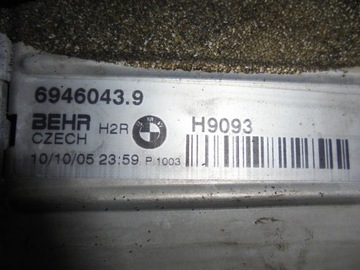 6946043.9
BEHR H2R H9093
CZECH
10/10/05 23:59 P 1003